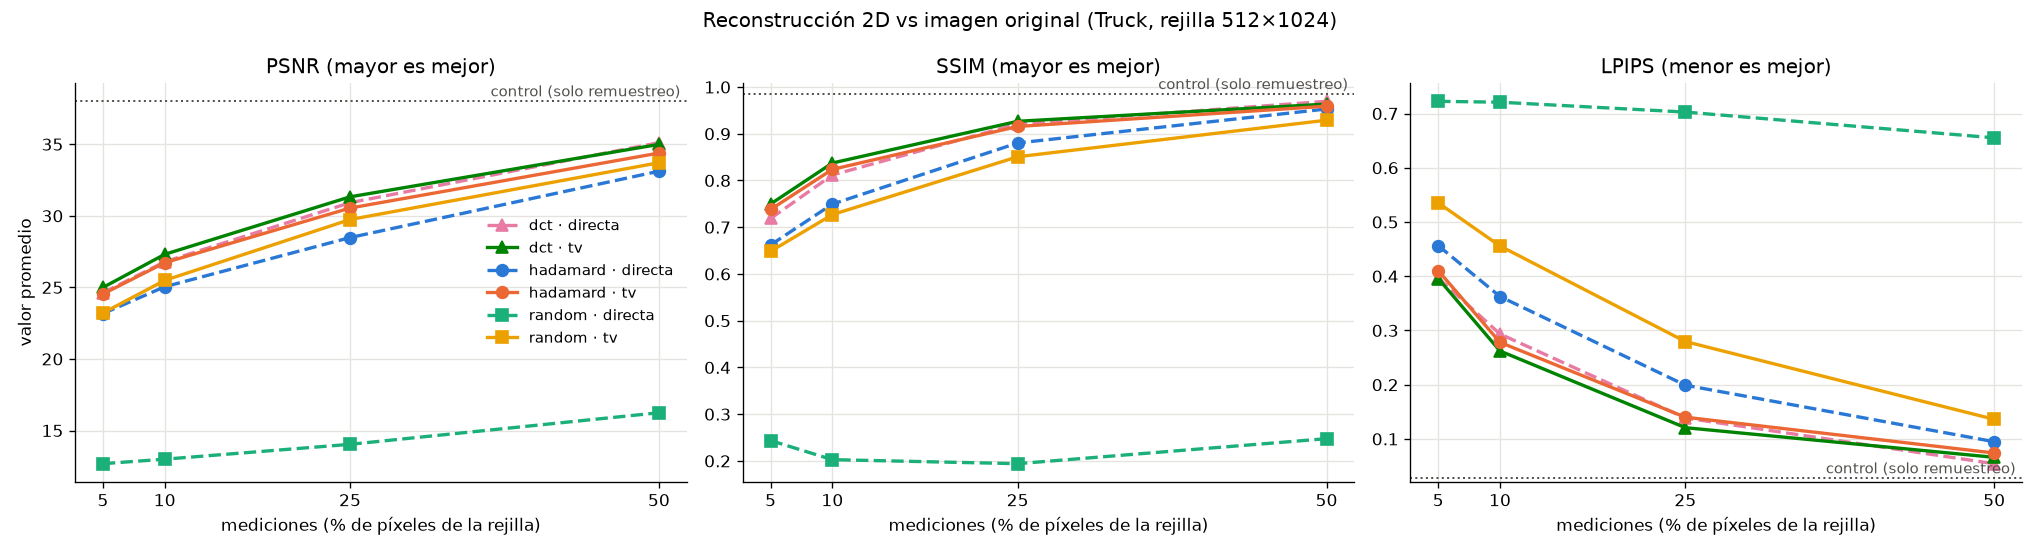 Reconstrucción 2D vs imagen original (Truck, rejilla 512×1024)
PSNR (mayor es mejor)
control (solo remuestreo)
35
30
25
20
15
valor promedio
dct · directa
dct · tv
hadamard · directa
hadamard · tv
random · directa
random · tv
5 10 25 50
mediciones (% de píxeles de la rejilla)
SSIM (mayor es mejor)
control (solo remuestreo)
1.0
0.9
0.8
0.7
0.6
0.5
0.4
0.3
0.2
5 10 25 50
mediciones (% de píxeles de la rejilla)
LPIPS (menor es mejor)
0.7
0.6
0.5
0.4
0.3
0.2
0.1
control (solo remuestreo)
5 10 25 50
mediciones (% de píxeles de la rejilla)